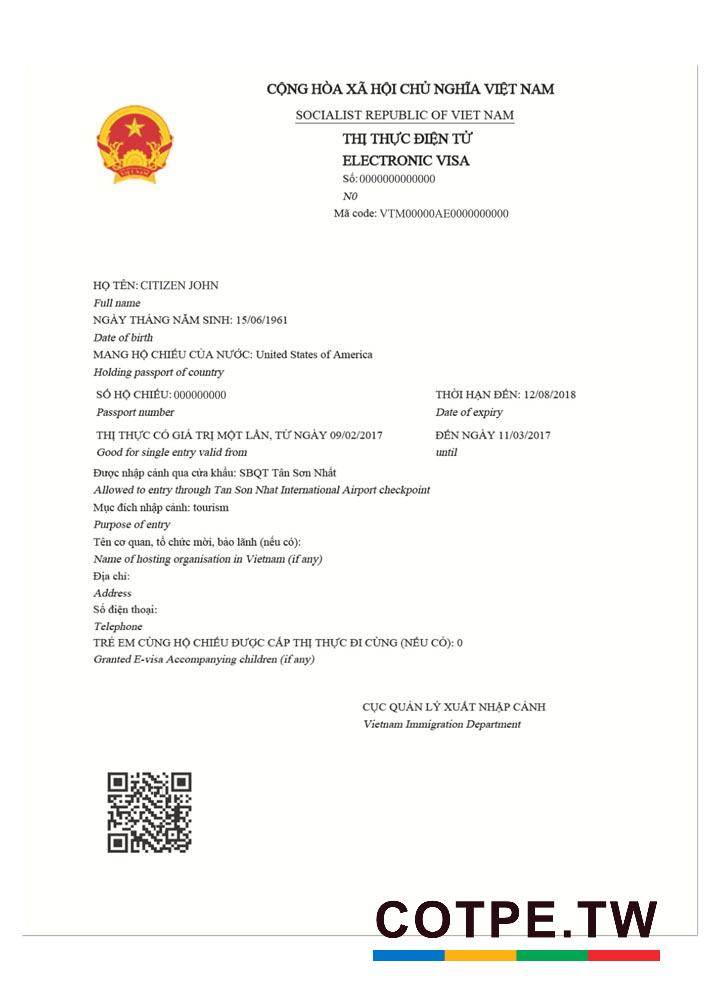 CỘNG HÒA XÃ HỘI CHỦ NGHĨA VIỆT NAM
SOCIALIST REPUBLIC OF VIET NAM
THỊ THỰC ĐIỆN TỬ
ELECTRONIC VISA
Số: 0000000000000
N0
Mã code: VTM00000AE0000000000
VIỆT NAM
HỌ TÊN: CITIZEN JOHN
Full name
NGÀY THÁNG NĂM SINH: 15/06/1961
Date of birth
MANG HỘ CHIẾU CỦA NƯỚC: United States of America
Holding passport of country
SỐ HỘ CHIẾU: 000000000 THỜI HẠN ĐẾN: 12/08/2018
Passport number Date of expiry
THỊ THỰC CÓ GIÁ TRỊ MỘT LẦN, TỪ NGÀY 09/02/2017 ĐẾN NGÀY 11/03/2017
Good for single entry valid from until
Được nhập cảnh qua cửa khẩu: SBQT Tân Sơn Nhất
Allowed to entry through Tan Son Nhat International Airport checkpoint
Mục đích nhập cảnh: tourism
Purpose of entry
Tên cơ quan, tổ chức mời, bảo lãnh (nếu có):
Name of hosting organisation in Vietnam (if any)
Địa chỉ:
Address
Số điện thoại:
Telephone
TRẺ EM CÙNG HỘ CHIẾU ĐƯỢC CẤP THỊ THỰC ĐI CÙNG (NẾU CÓ): 0
Granted E-visa Accompanying children (if any)
CỤC QUẢN LÝ XUẤT NHẬP CẢNH
Vietnam Immigration Department
COTPE.TW